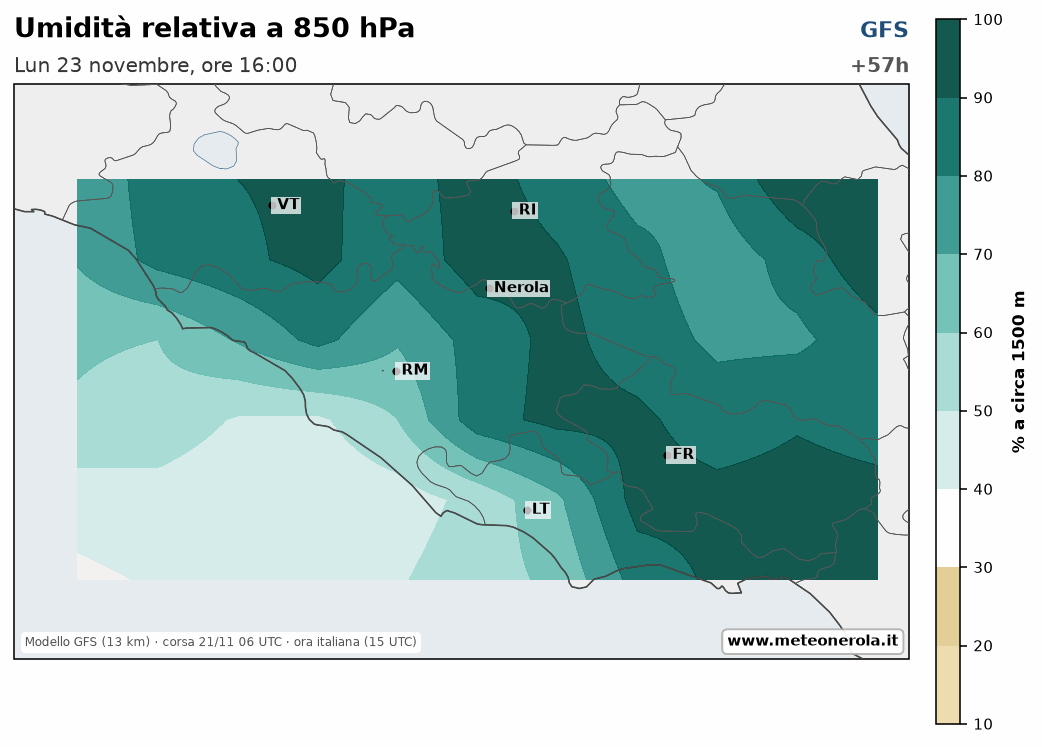 Umidità relativa a 850 hPa
GFS
Lun 23 novembre, ore 16:00
+57h
VT
RI
Nerola
RM
FR
LT
100
90
80
70
60
50
40
30
20
10
% a circa 1500 m
Modello GFS (13 km) · corsa 21/11 06 UTC · ora italiana (15 UTC)
www.meteonerola.it